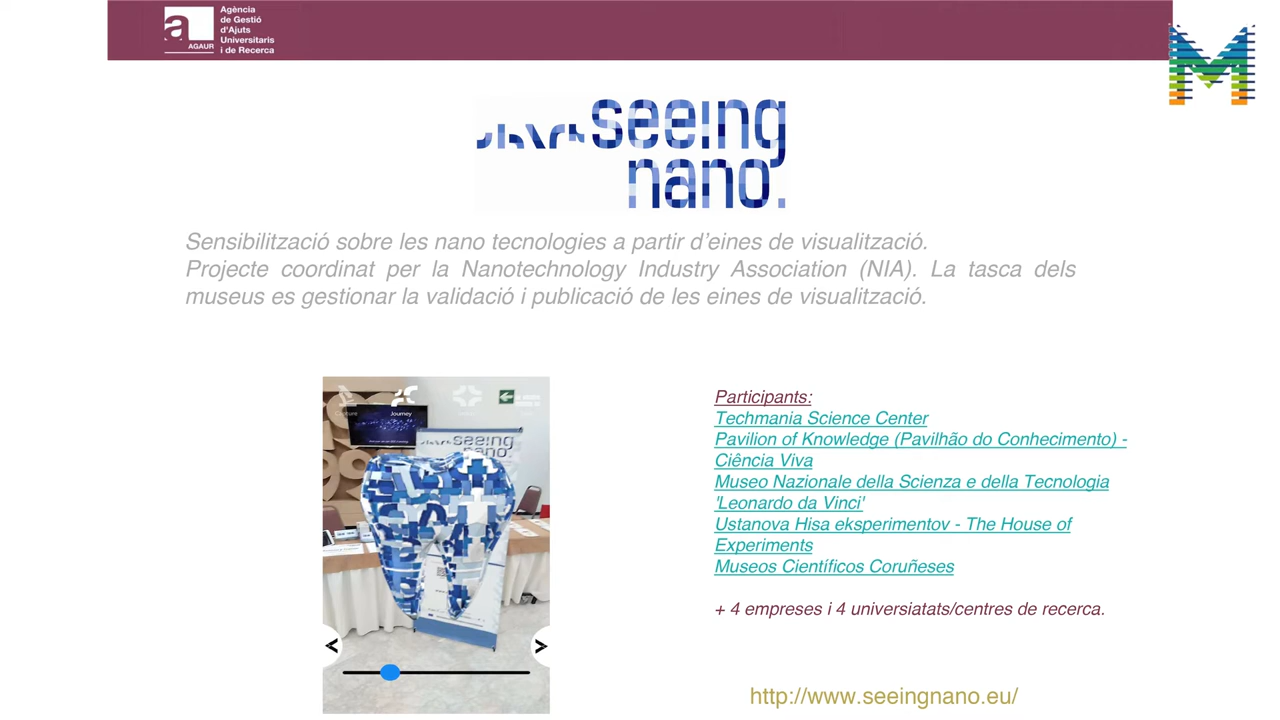 Agència
de Gestió
d'Ajuts
Universitaris
i de Recerca
a
AGAUR
M
seeing
nano.
Sensibilització sobre les nano tecnologies a partir d'eines de visualització.
Projecte coordinat per la Nanotechnology Industry Association (NIA). La tasca dels
museus es gestionar la validació i publicació de les eines de visualització.
Capture
Journey
seeing
nano
Participants:
Techmania Science Center
Pavilion of Knowledge (Pavilhão do Conhecimento) -
Ciência Viva
Museo Nazionale della Scienza e della Tecnologia
'Leonardo da Vinci'
Ustanova Hisa eksperimentov - The House of
Experiments
Museos Científicos Coruñeses
+ 4 empreses i 4 universiatats/centres de recerca.
< >
http://www.seeingnano.eu/